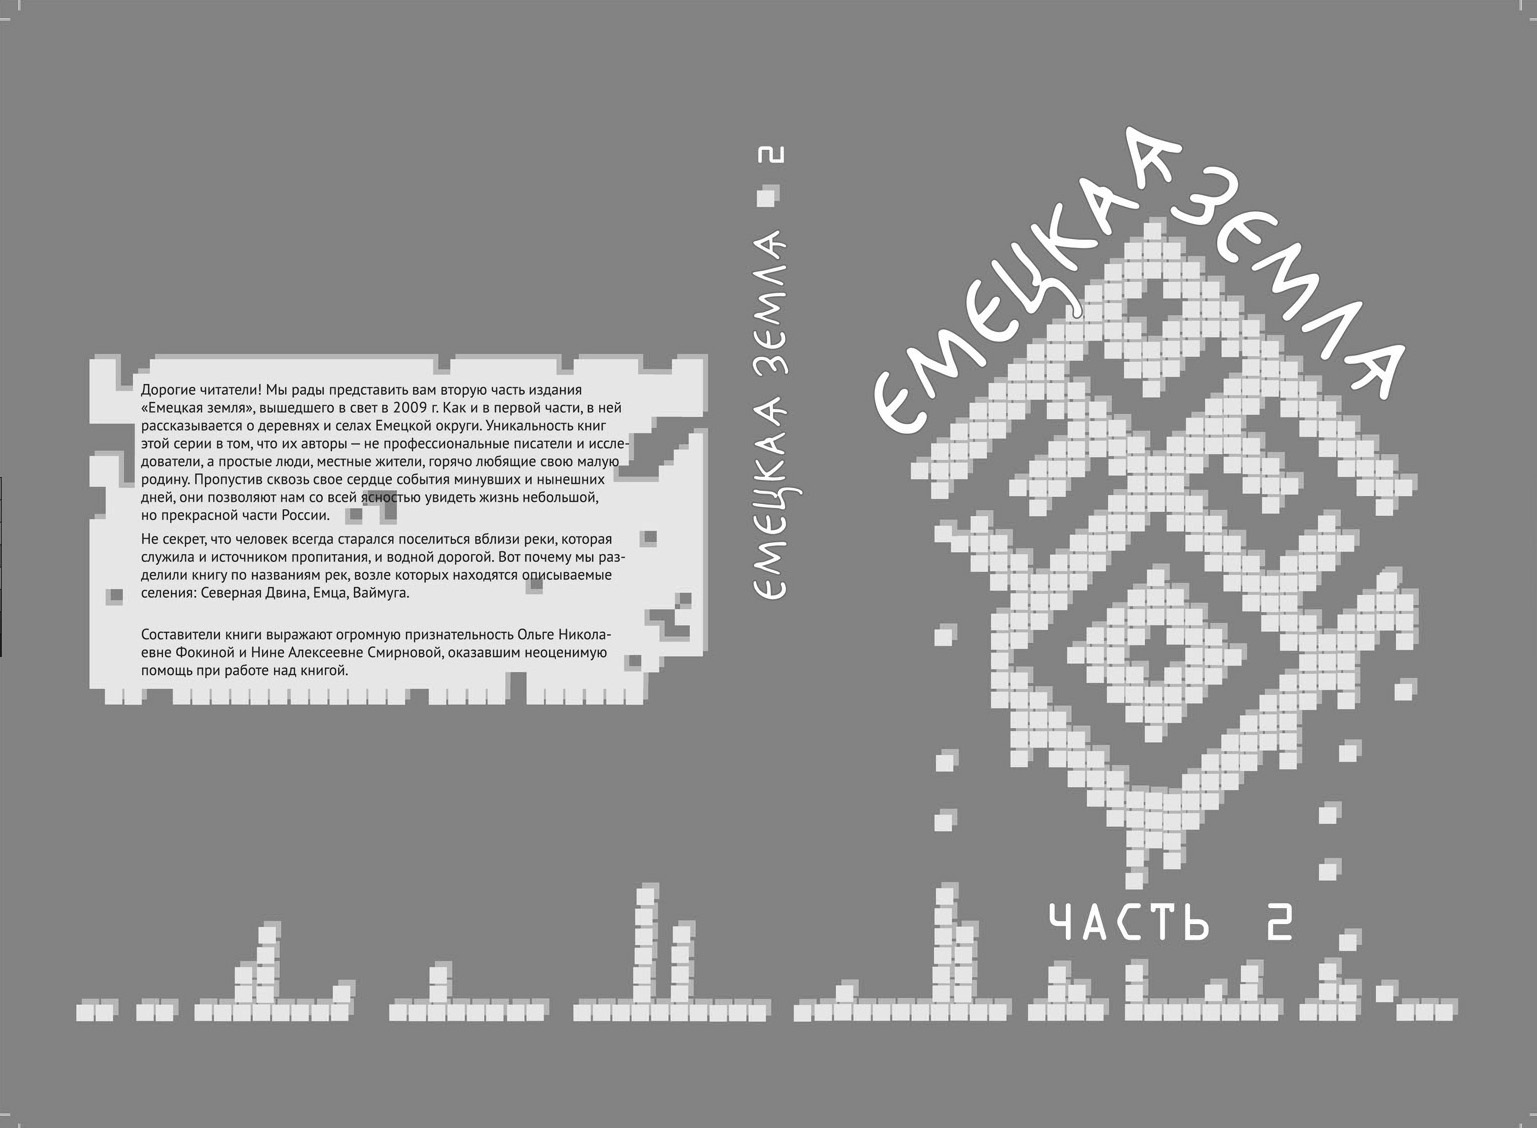 Дорогие читатели! Мы рады представить вам вторую часть издания
«Емецкая земля», вышедшего в свет в 2009 г. Как и в первой части, в ней
рассказывается о деревнях и селах Емецкой округи. Уникальность книг
этой серии в том, что их авторы – не профессиональные писатели и иссле-
дователи, а простые люди, местные жители, горячо любящие свою малую
родину. Пропустив сквозь свое сердце события минувших и нынешних
дней, они позволяют нам со всей ясностью увидеть жизнь небольшой,
но прекрасной части России.
Не секрет, что человек всегда старался поселиться вблизи реки, которая
служила и источником пропитания, и водной дорогой. Вот почему мы раз-
делили книгу по названиям рек, возле которых находятся описываемые
селения: Северная Двина, Емца, Ваймуга.
Составители книги выражают огромную признательность Ольге Никола-
евне Фокиной и Нине Алексеевне Смирновой, оказавшим неоценимую
помощь при работе над книгой.
ЕМЕЦКАА ЗЕМЛА 2
ЕМЕЦКАА ЗЕМЛА
ЧАСТЬ 2